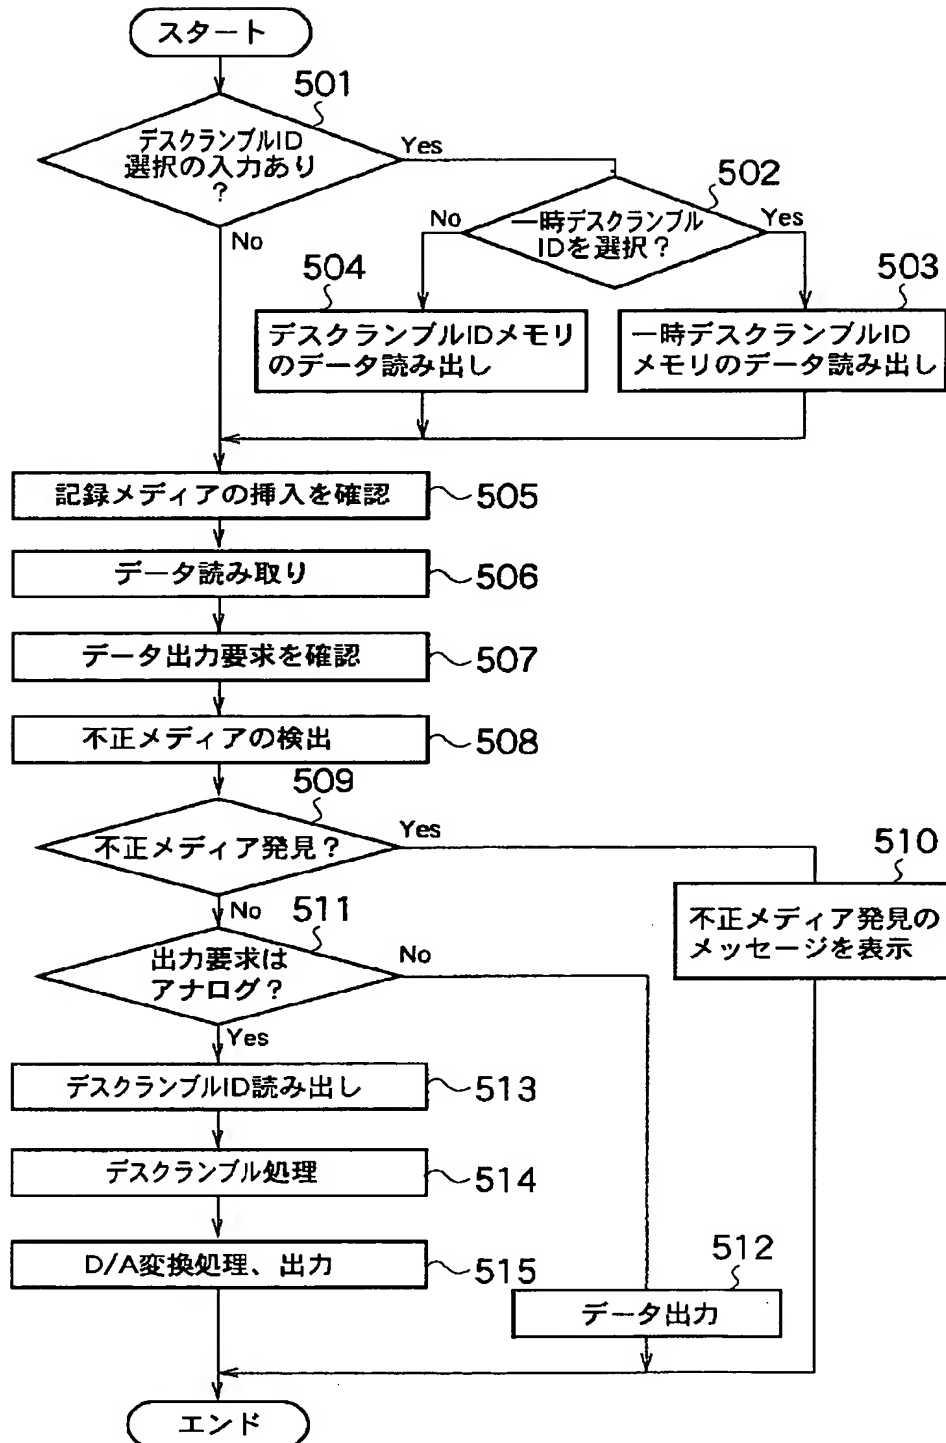 スタート
501
デスクランブルID
選択の入力あり
?
Yes
No
502
一時デスクランブル
IDを選択?
No
Yes
504
デスクランブルIDメモリ
のデータ読み出し
503
一時デスクランブルID
メモリのデータ読み出し
記録メディアの挿入を確認
505
データ読み取り
506
データ出力要求を確認
507
不正メディアの検出
508
509
不正メディア発見?
Yes
No
510
不正メディア発見の
メッセージを表示
511
出力要求は
アナログ?
No
Yes
デスクランブルID読み出し
513
デスクランブル処理
514
D/A変換処理、出力
515
512
データ出力
エンド